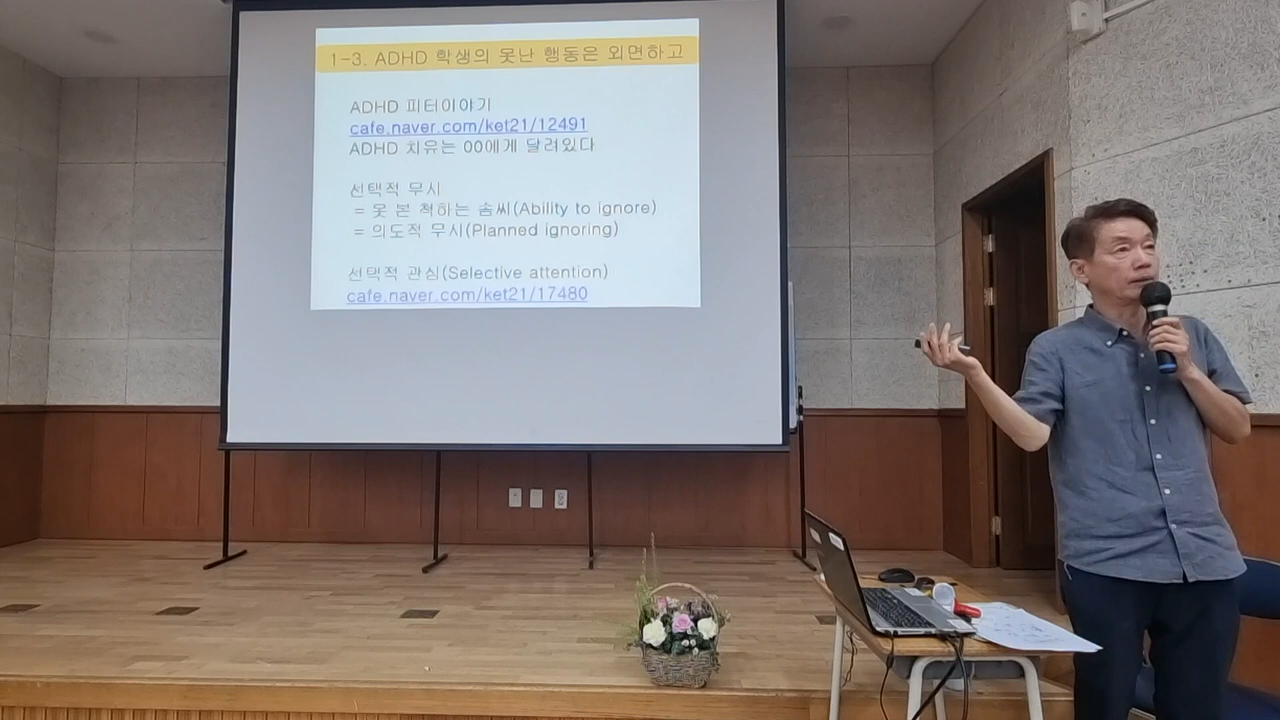 1-3. ADHD 학생의 못난 행동은 외면하고
ADHD 피터이야기
cafe.naver.com/ket21/12491
ADHD 치유는 00에게 달려있다
선택적 무시
= 못 본 척하는 솜씨(Ability to ignore)
= 의도적 무시(Planned ignoring)
선택적 관심(Selective attention)
cafe.naver.com/ket21/17480